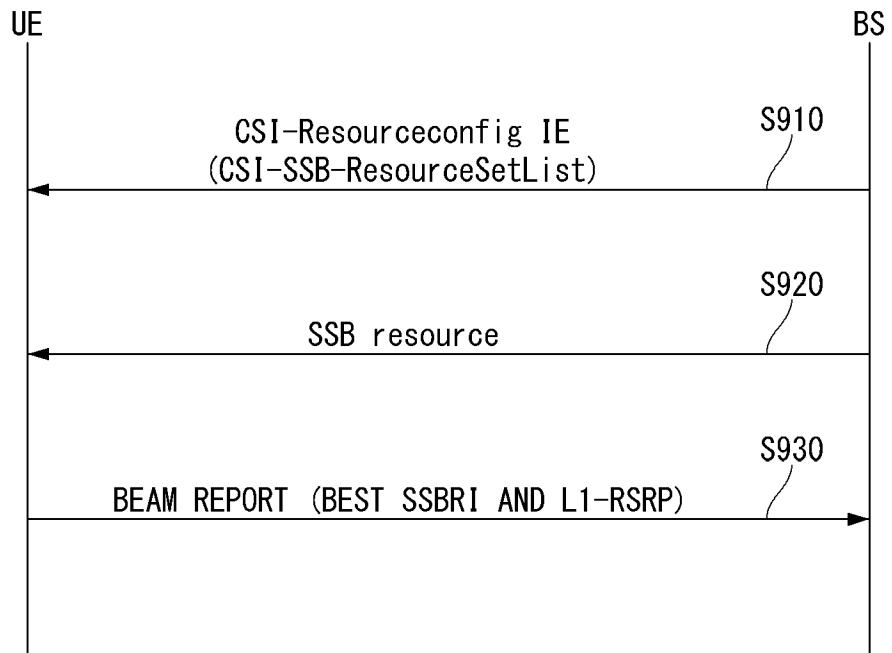 UE
BS
S910
CSI-Resourceconfig IE
(CSI-SSB-ResourceSetList)
S920
SSB resource
S930
BEAM REPORT (BEST SSBRI AND L1-RSRP)